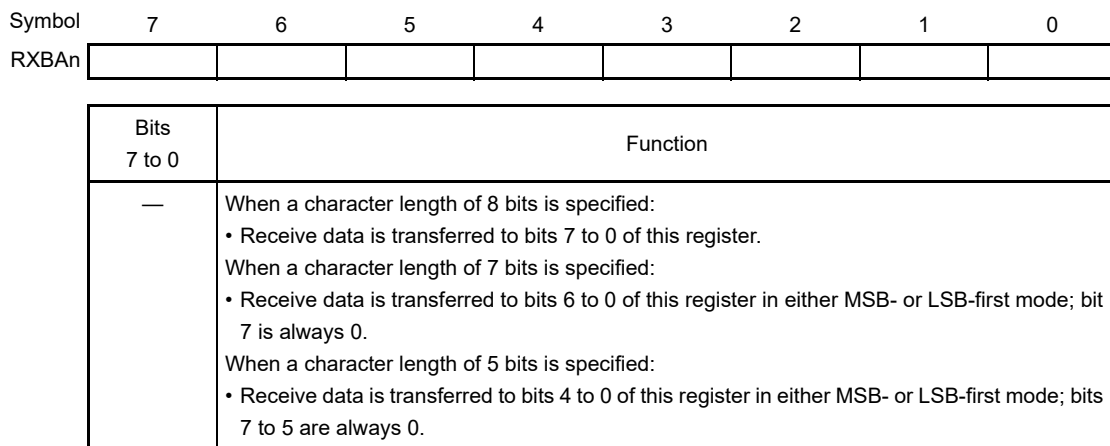 Symbol 7 6 5 4 3 2 1 0
RXBAn
Bits
7 to 0
Function
— When a character length of 8 bits is specified:
• Receive data is transferred to bits 7 to 0 of this register.
When a character length of 7 bits is specified:
• Receive data is transferred to bits 6 to 0 of this register in either MSB- or LSB-first mode; bit
7 is always 0.
When a character length of 5 bits is specified:
• Receive data is transferred to bits 4 to 0 of this register in either MSB- or LSB-first mode; bits
7 to 5 are always 0.